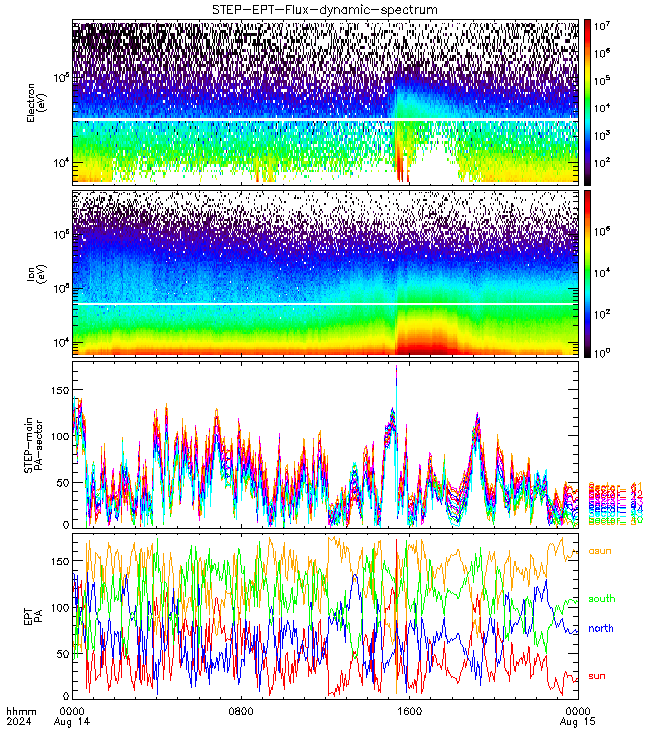 STEP-EPT-Flux-dynamic-spectrum
Electron
(eV)
10⁵
10⁴
10⁷
10⁶
10⁵
10⁴
10³
10²
Ion
(eV)
10⁶
10⁵
10⁴
10⁶
10⁴
10²
10⁰
STEP-main
PA-sector
150
100
50
0
EPT
PA
150
100
50
0
asun
south
north
sun
hhmm
2024
0000
Aug 14
0800
1600
0000
Aug 15